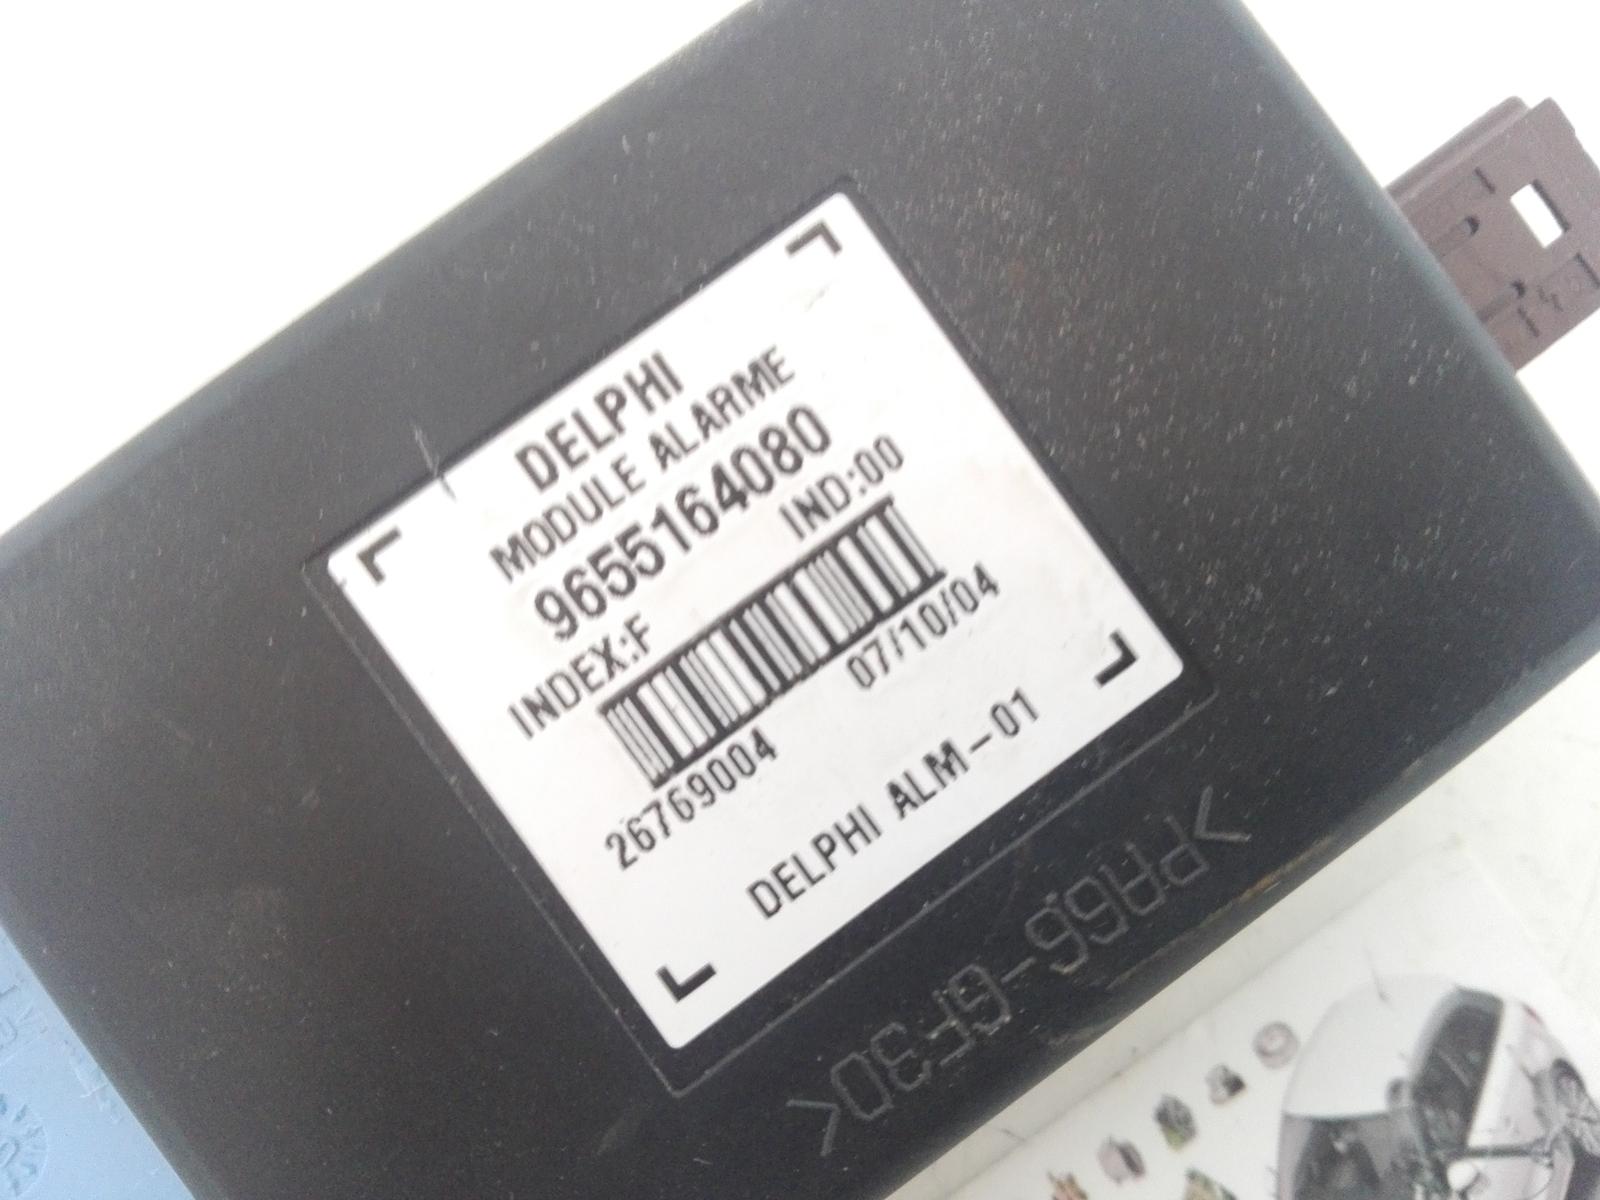 DELPHI
MODULE ALARME
9655164080
IND:00
INDEX:F
07/10/04
26769004
DELPHI ALM-01
>PA66-GF30<